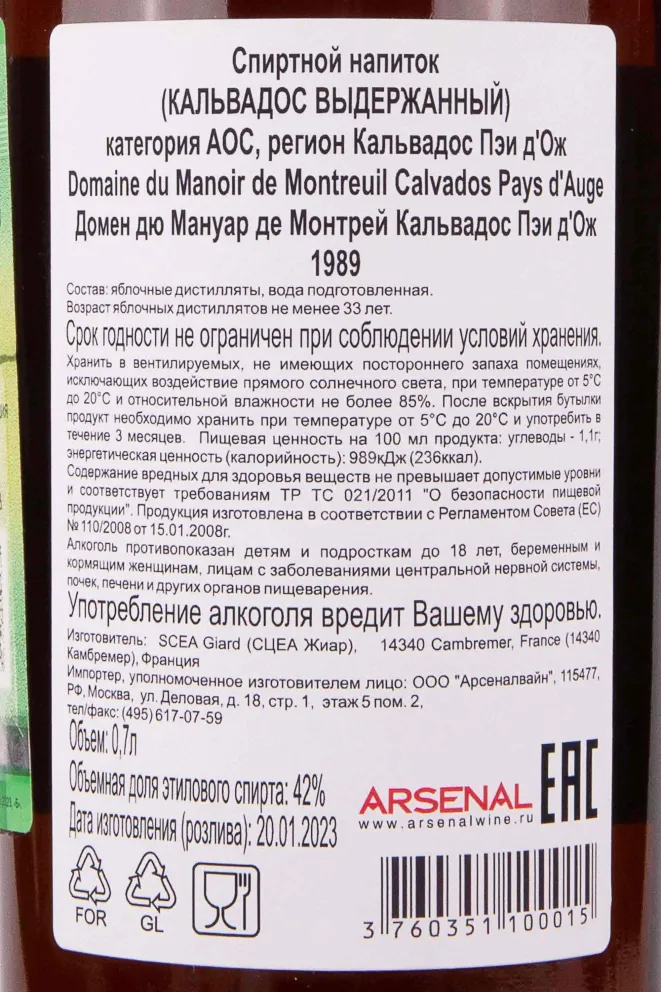 Спиртной напиток
(КАЛЬВАДОС ВЫДЕРЖАННЫЙ)
категория АОС, регион Кальвадос Пэи д'Ож
Domaine du Manoir de Montreuil Calvados Pays d'Auge
Домен дю Мануар де Монтрей Кальвадос Пэи д'Ож
1989
Состав: яблочные дистилляты, вода подготовленная.
Возраст яблочных дистиллятов не менее 33 лет.
Срок годности не ограничен при соблюдении условий хранения.
Хранить в вентилируемых, не имеющих постороннего запаха помещениях,
исключающих воздействие прямого солнечного света, при температуре от 5°С
до 20°С и относительной влажности не более 85%. После вскрытия бутылки
продукт необходимо хранить при температуре от 5°С до 20°С и употребить в
течение 3 месяцев. Пищевая ценность на 100 мл продукта: углеводы - 1,1г;
энергетическая ценность (калорийность): 989кДж (236ккал).
Содержание вредных для здоровья веществ не превышает допустимые уровни
и соответствует требованиям ТР ТС 021/2011 "О безопасности пищевой
продукции". Продукция изготовлена в соответствии с Регламентом Совета (ЕС)
№ 110/2008 от 15.01.2008г.
Алкоголь противопоказан детям и подросткам до 18 лет, беременным и
кормящим женщинам, лицам с заболеваниями центральной нервной системы,
почек, печени и других органов пищеварения.
Употребление алкоголя вредит Вашему здоровью.
Изготовитель: SCEA Giard (СЦЕА Жиар), 14340 Cambremer, France (14340
Камбремер), Франция
Импортер, уполномоченное изготовителем лицо: ООО "Арсеналвайн", 115477,
РФ, Москва, ул. Деловая, д. 18, стр. 1, этаж 5 пом. 2,
тел/факс: (495) 617-07-59
Объем: 0,7л
Объемная доля этилового спирта: 42%
Дата изготовления (розлива): 20.01.2023
ARSENAL
www.arsenalwine.ru
EAC
FOR
GL
3 760351 100015